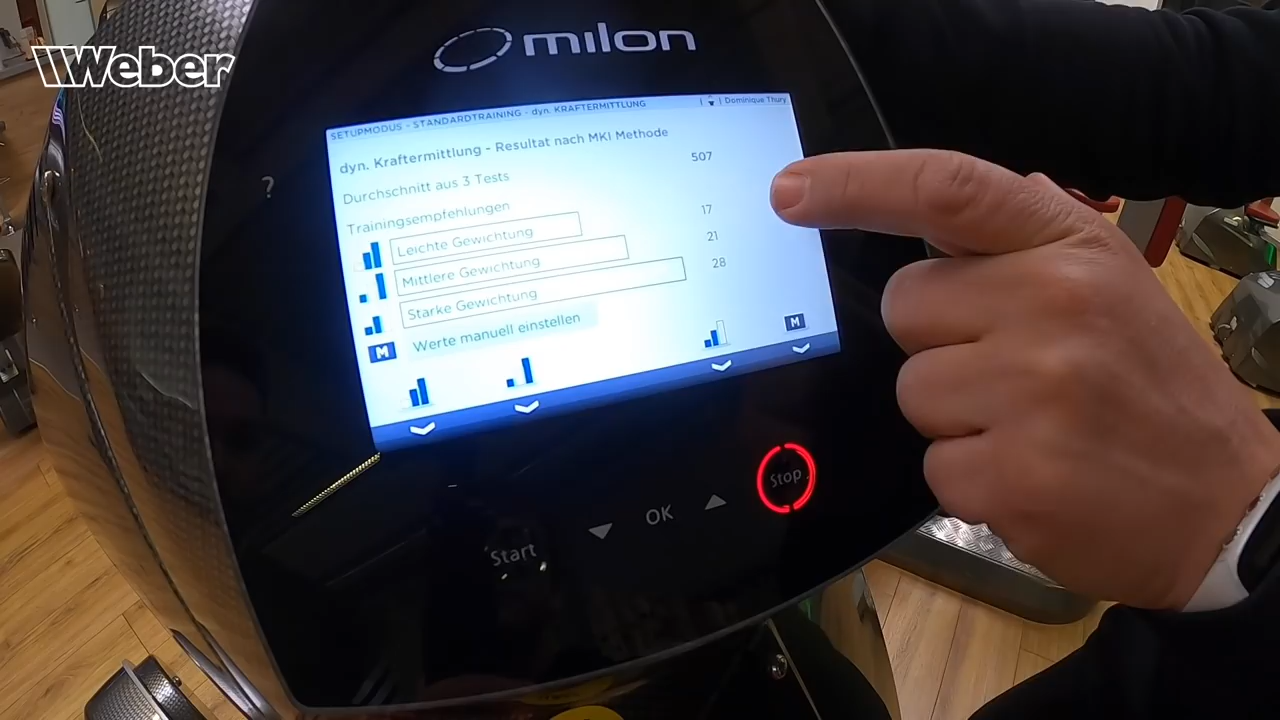 Weber
milon
SETUPMODUS - STANDARDTRAINING - dyn. KRAFTERMITTLUNG | Dominique Thury
dyn. Kraftermittlung - Resultat nach MKI Methode
Durchschnitt aus 3 Tests 507
Trainingsempfehlungen
Leichte Gewichtung 17
Mittlere Gewichtung 21
Starke Gewichtung 28
M Werte manuell einstellen
M
?
Start OK Stop